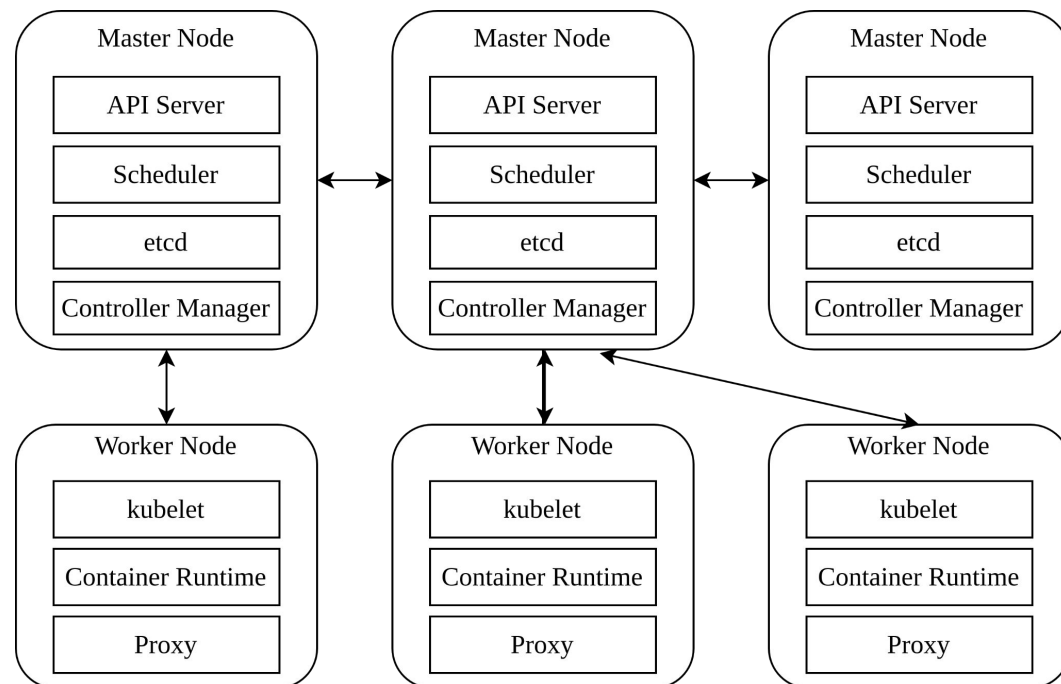 Master Node
API Server
Scheduler
etcd
Controller Manager
Master Node
API Server
Scheduler
etcd
Controller Manager
Master Node
API Server
Scheduler
etcd
Controller Manager
Worker Node
kubelet
Container Runtime
Proxy
Worker Node
kubelet
Container Runtime
Proxy
Worker Node
kubelet
Container Runtime
Proxy